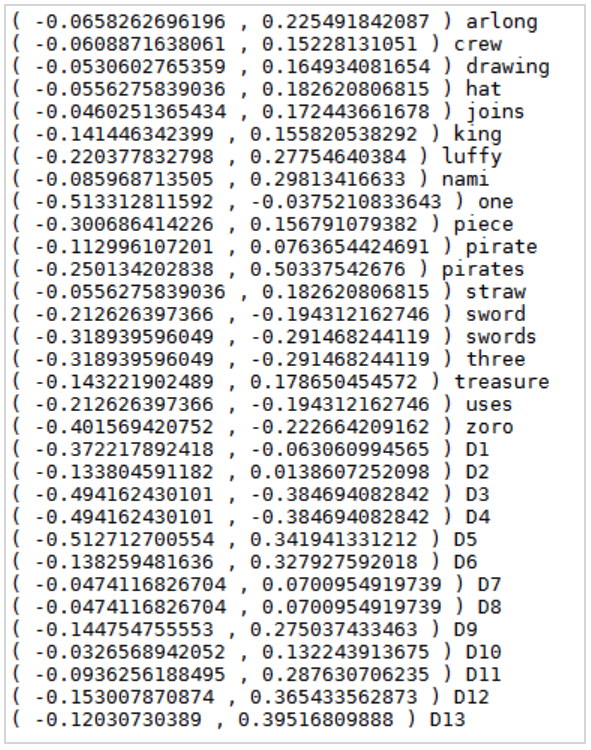 ( -0.0658262696196 , 0.225491842087 ) arlong
( -0.0608871638061 , 0.15228131051 ) crew
( -0.0530602765359 , 0.164934081654 ) drawing
( -0.0556275839036 , 0.182620806815 ) hat
( -0.0460251365434 , 0.172443661678 ) joins
( -0.141446342399 , 0.155820538292 ) king
( -0.220377832798 , 0.27754640384 ) luffy
( -0.085968713505 , 0.29813416633 ) nami
( -0.513312811592 , -0.0375210833643 ) one
( -0.300686414226 , 0.156791079382 ) piece
( -0.112996107201 , 0.0763654424691 ) pirate
( -0.250134202838 , 0.50337542676 ) pirates
( -0.0556275839036 , 0.182620806815 ) straw
( -0.212626397366 , -0.194312162746 ) sword
( -0.318939596049 , -0.291468244119 ) swords
( -0.318939596049 , -0.291468244119 ) three
( -0.143221902489 , 0.178650454572 ) treasure
( -0.212626397366 , -0.194312162746 ) uses
( -0.401569420752 , -0.222664209162 ) zoro
( -0.372217892418 , -0.063060994565 ) D1
( -0.133804591182 , 0.0138607252098 ) D2
( -0.494162430101 , -0.384694082842 ) D3
( -0.494162430101 , -0.384694082842 ) D4
( -0.512712700554 , 0.341941331212 ) D5
( -0.138259481636 , 0.327927592018 ) D6
( -0.0474116826704 , 0.0700954919739 ) D7
( -0.0474116826704 , 0.0700954919739 ) D8
( -0.144754755553 , 0.275037433463 ) D9
( -0.0326568942052 , 0.132243913675 ) D10
( -0.0936256188495 , 0.287630706235 ) D11
( -0.153007870874 , 0.365433562873 ) D12
( -0.12030730389 , 0.39516809888 ) D13